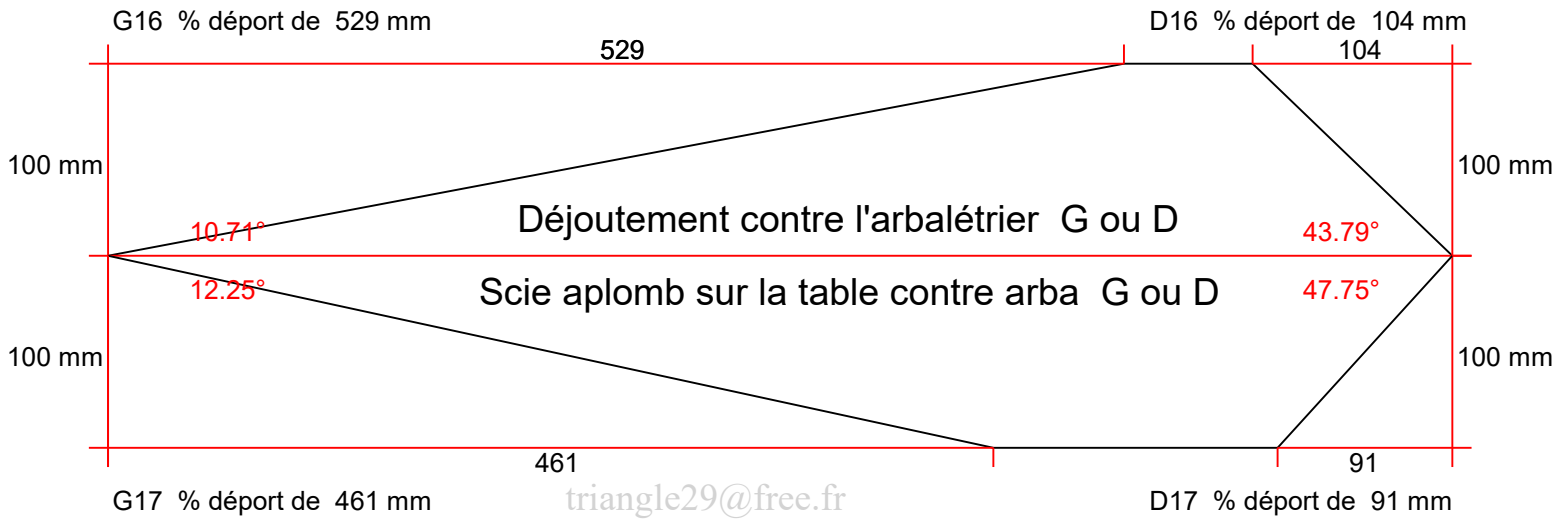 G16  % déport de  529 mm
D16  % déport de  104 mm
529
104
100 mm
100 mm
Déjoutement contre l'arbalétrier  G ou D
10.71°
43.79°
12.25°
Scie aplomb sur la table contre arba  G ou D
47.75°
100 mm
100 mm
461
91
G17  % déport de  461 mm
triangle29@free.fr
D17  % déport de  91 mm